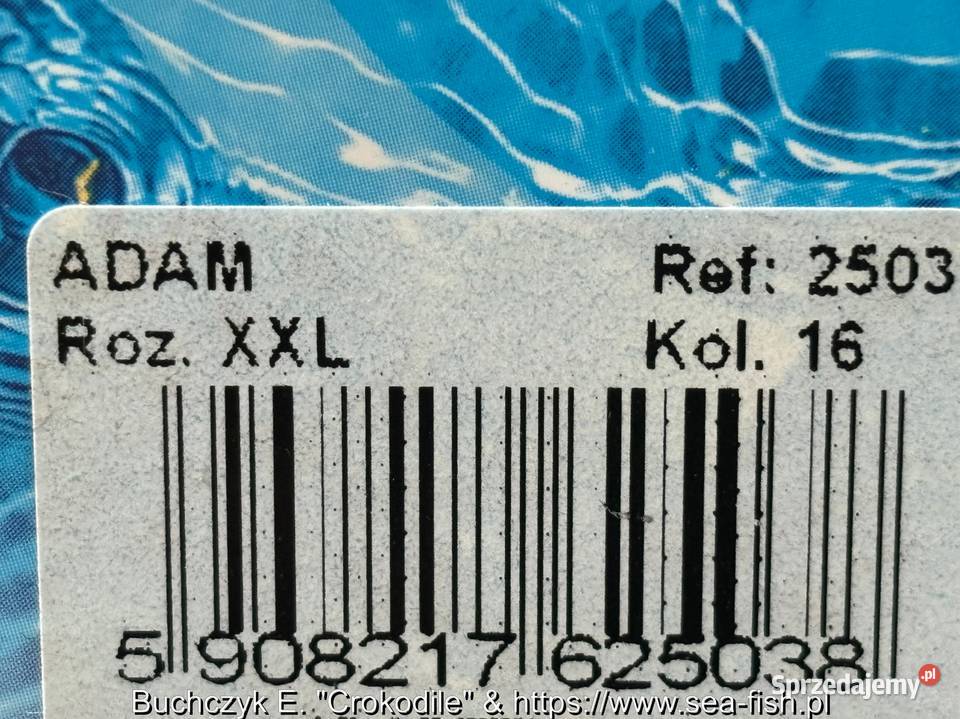 ADAM Ref: 2503
Roz. XXL Kol. 16
5 908217 625038
Sprzedajemy.pl
Buchczyk E. "Crokodile" & https://www.sea-fish.pl